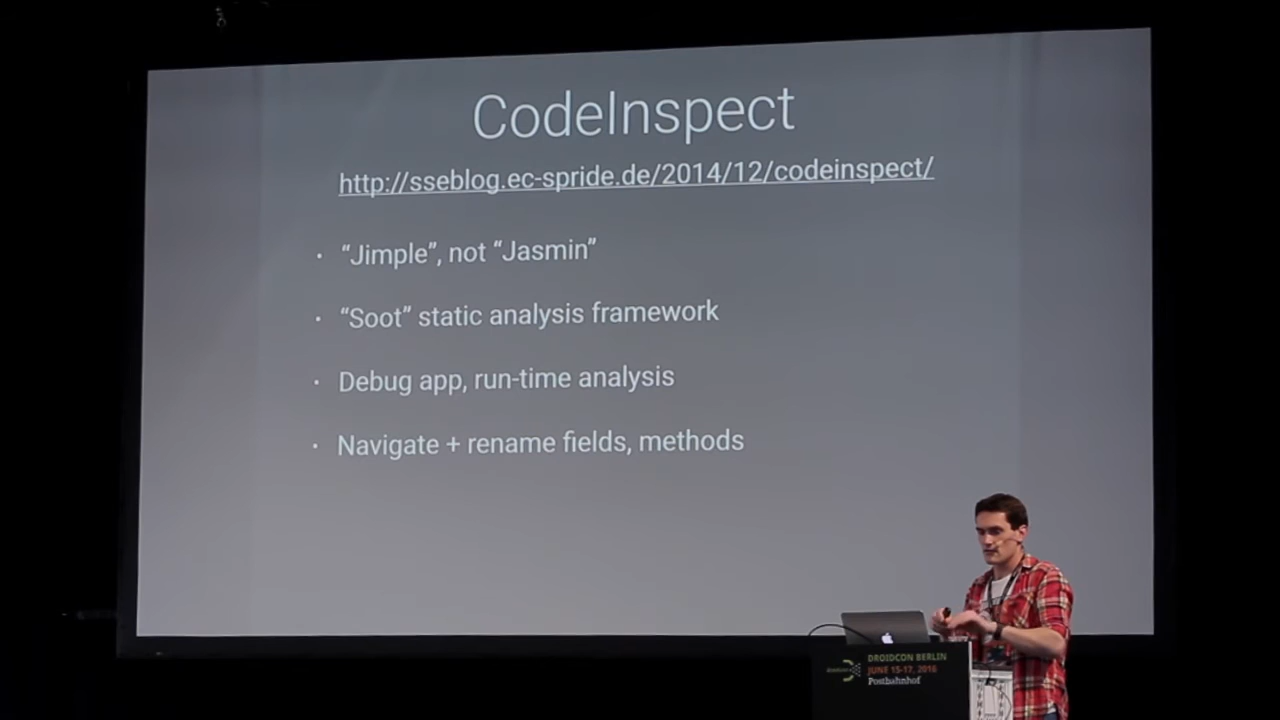 CodeInspect
http://sseblog.ec-spride.de/2014/12/codeinspect/
· “Jimple”, not “Jasmin”
· “Soot” static analysis framework
· Debug app, run-time analysis
· Navigate + rename fields, methods
droidcon
DROIDCON BERLIN
JUNE 15-17, 2016
Postbahnhof